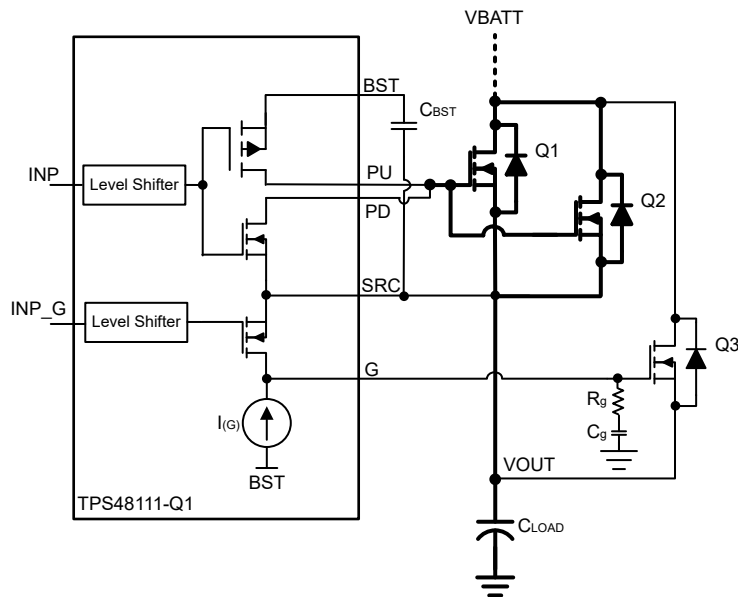 VBATT
BST
CBST
Q1
INP
Level Shifter
PU
PD
Q2
SRC
INP_G
Level Shifter
Q3
G
Rg
I(G)
Cg
VOUT
BST
TPS48111-Q1
CLOAD